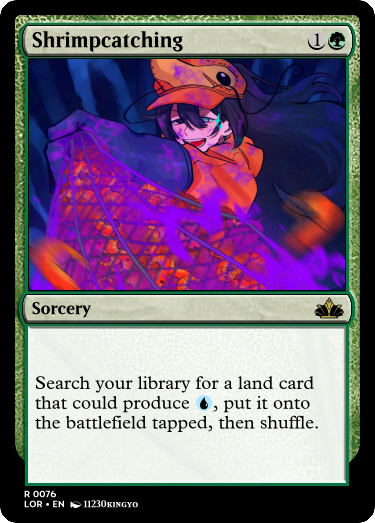 Shrimpcatching 1
Sorcery
Search your library for a land card
that could produce , put it onto
the battlefield tapped, then shuffle.
R 0076
LOR • EN 11230KINGYO